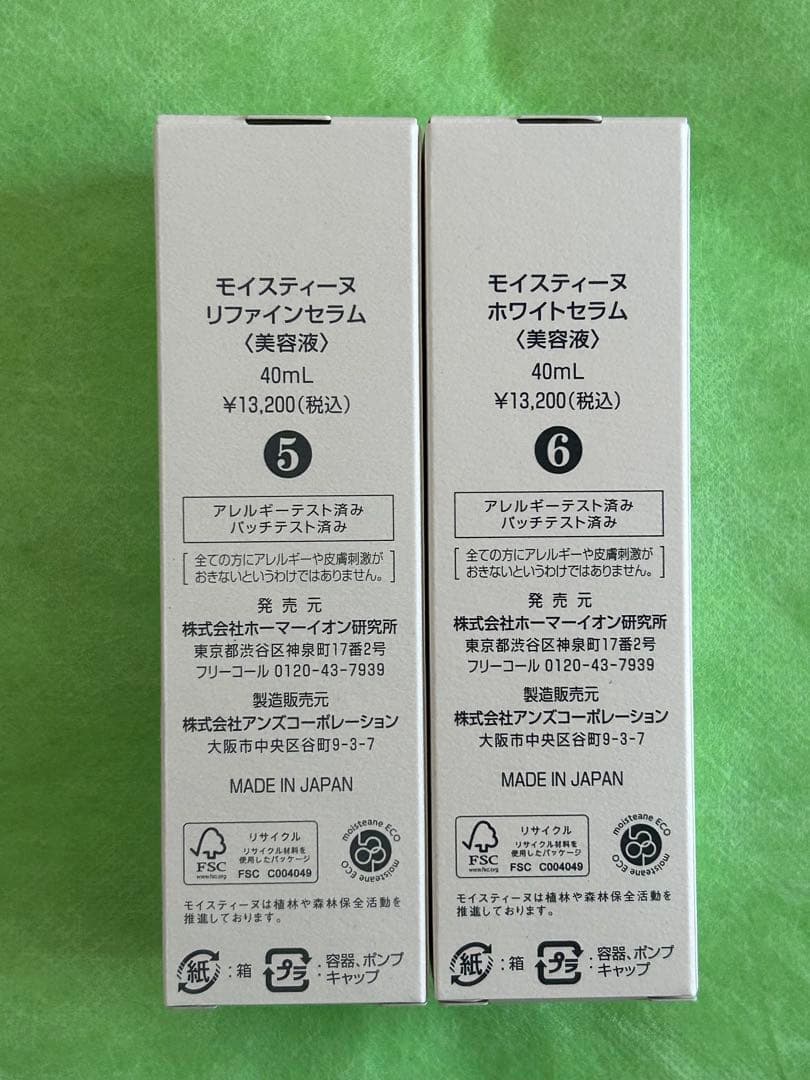 モイスティーヌ
リファインセラム
〈美容液〉
40mL
¥13,200(税込)
5
アレルギーテスト済み
パッチテスト済み
[全ての方にアレルギーや皮膚刺激が
おきないというわけではありません。]
発売元
株式会社ホーマーイオン研究所
東京都渋谷区神泉町17番2号
フリーコール 0120-43-7939
製造販売元
株式会社アンズコーポレーション
大阪市中央区谷町9-3-7
MADE IN JAPAN
FSC
www.fsc.org
リサイクル
リサイクル材料を
使用したパッケージ
FSC C004049
moisteane ECO
moisteane ECO
モイスティーヌは植林や森林保全活動を
推進しております。
紙:箱
プラ:容器、ポンプ
キャップ
モイスティーヌ
ホワイトセラム
〈美容液〉
40mL
¥13,200(税込)
6
アレルギーテスト済み
パッチテスト済み
[全ての方にアレルギーや皮膚刺激が
おきないというわけではありません。]
発売元
株式会社ホーマーイオン研究所
東京都渋谷区神泉町17番2号
フリーコール 0120-43-7939
製造販売元
株式会社アンズコーポレーション
大阪市中央区谷町9-3-7
MADE IN JAPAN
FSC
www.fsc.org
リサイクル
リサイクル材料を
使用したパッケージ
FSC C004049
moisteane ECO
moisteane ECO
モイスティーヌは植林や森林保全活動を
推進しております。
紙:箱
プラ:容器、ポンプ
キャップ